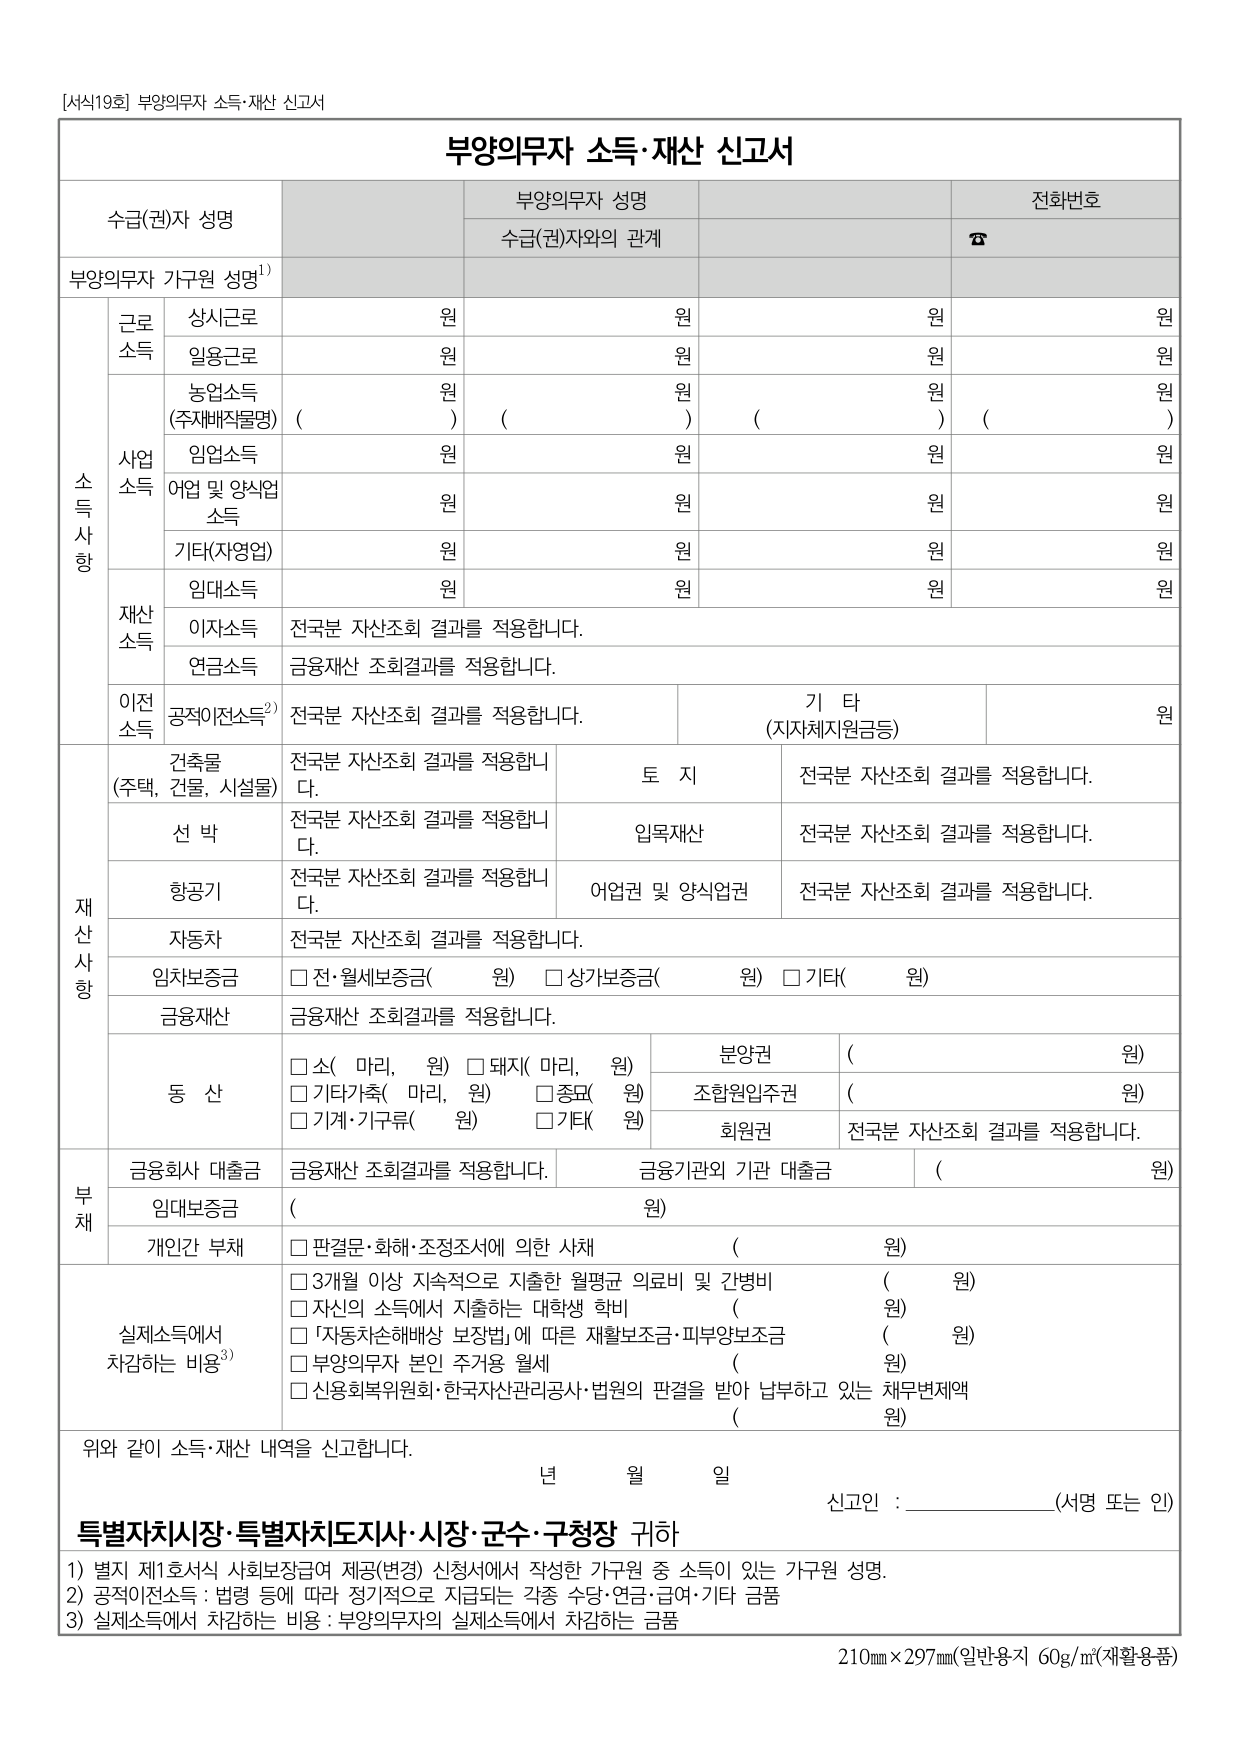 [서식19호] 부양의무자 소득·재산 신고서
부양의무자 소득·재산 신고서
수급(권)자 성명
부양의무자 성명
전화번호
수급(권)자와의 관계
☎
부양의무자 가구원 성명1)
소득사항
근로소득
상시근로 원 원 원 원
일용근로 원 원 원 원
사업소득
농업소득 원 원 원 원
(주재배작물명) ( ) ( ) ( ) ( )
임업소득 원 원 원 원
어업 및 양식업
소득 원 원 원 원
기타(자영업) 원 원 원 원
재산소득
임대소득 원 원 원 원
이자소득 전국분 자산조회 결과를 적용합니다.
연금소득 금융재산 조회결과를 적용합니다.
이전소득
공적이전소득2) 전국분 자산조회 결과를 적용합니다.
기 타
(지자체지원금등) 원
재산사항
건축물
(주택, 건물, 시설물)
전국분 자산조회 결과를 적용합니
다.
토 지 전국분 자산조회 결과를 적용합니다.
선 박
전국분 자산조회 결과를 적용합니
다.
입목재산 전국분 자산조회 결과를 적용합니다.
항공기
전국분 자산조회 결과를 적용합니
다.
어업권 및 양식업권 전국분 자산조회 결과를 적용합니다.
자동차 전국분 자산조회 결과를 적용합니다.
임차보증금 □ 전·월세보증금( 원) □ 상가보증금( 원) □ 기타( 원)
금융재산 금융재산 조회결과를 적용합니다.
동 산
□ 소( 마리, 원) □ 돼지( 마리, 원)
□ 기타가축( 마리, 원) □ 종묘( 원)
□ 기계·기구류( 원) □ 기타( 원)
분양권 ( 원)
조합원입주권 ( 원)
회원권 전국분 자산조회 결과를 적용합니다.
부채
금융회사 대출금 금융재산 조회결과를 적용합니다. 금융기관외 기관 대출금 ( 원)
임대보증금 ( 원)
개인간 부채 □ 판결문·화해·조정조서에 의한 사채 ( 원)
실제소득에서
차감하는 비용3)
□ 3개월 이상 지속적으로 지출한 월평균 의료비 및 간병비 ( 원)
□ 자신의 소득에서 지출하는 대학생 학비 ( 원)
□ 「자동차손해배상 보장법」에 따른 재활보조금·피부양보조금 ( 원)
□ 부양의무자 본인 주거용 월세 ( 원)
□ 신용회복위원회·한국자산관리공사·법원의 판결을 받아 납부하고 있는 채무변제액
( 원)
위와 같이 소득·재산 내역을 신고합니다.
년 월 일
신고인 : ______________(서명 또는 인)
특별자치시장·특별자치도지사·시장·군수·구청장 귀하
1) 별지 제1호서식 사회보장급여 제공(변경) 신청서에서 작성한 가구원 중 소득이 있는 가구원 성명.
2) 공적이전소득 : 법령 등에 따라 정기적으로 지급되는 각종 수당·연금·급여·기타 금품
3) 실제소득에서 차감하는 비용 : 부양의무자의 실제소득에서 차감하는 금품
210㎜×297㎜(일반용지 60g/㎡(재활용품)